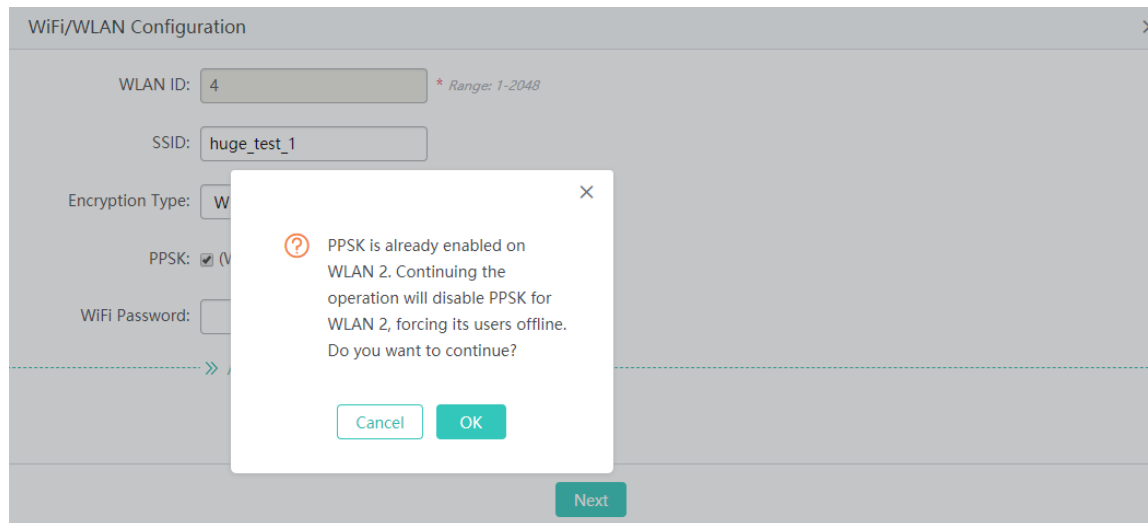 WiFi/WLAN Configuration
WLAN ID: 4 * Range: 1-2048
SSID: huge_test_1
Encryption Type: W
PPSK: (V
WiFi Password:
PPSK is already enabled on
WLAN 2. Continuing the
operation will disable PPSK for
WLAN 2, forcing its users offline.
Do you want to continue?
Cancel OK
Next